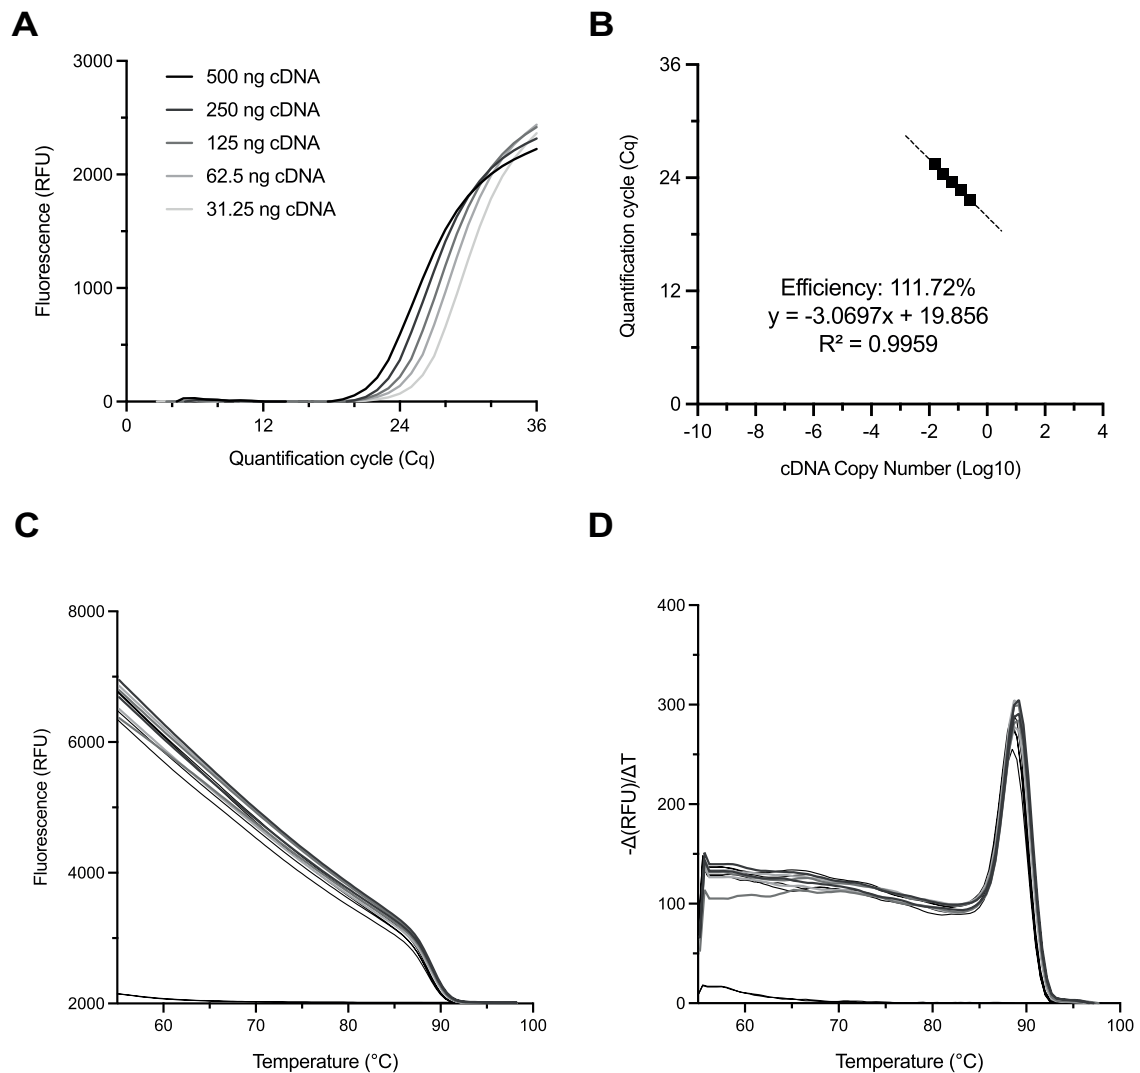 A
3000
2000
1000
0
Fluorescence (RFU)
500 ng cDNA
250 ng cDNA
125 ng cDNA
62.5 ng cDNA
31.25 ng cDNA
0 12 24 36
Quantification cycle (Cq)
B
36
24
12
0
Quantification cycle (Cq)
Efficiency: 111.72%
y = -3.0697x + 19.856
R² = 0.9959
-10 -8 -6 -4 -2 0 2 4
cDNA Copy Number (Log10)
C
8000
6000
4000
2000
Fluorescence (RFU)
60 70 80 90 100
Temperature (°C)
D
400
300
200
100
0
-Δ(RFU)/ΔT
60 70 80 90 100
Temperature (°C)